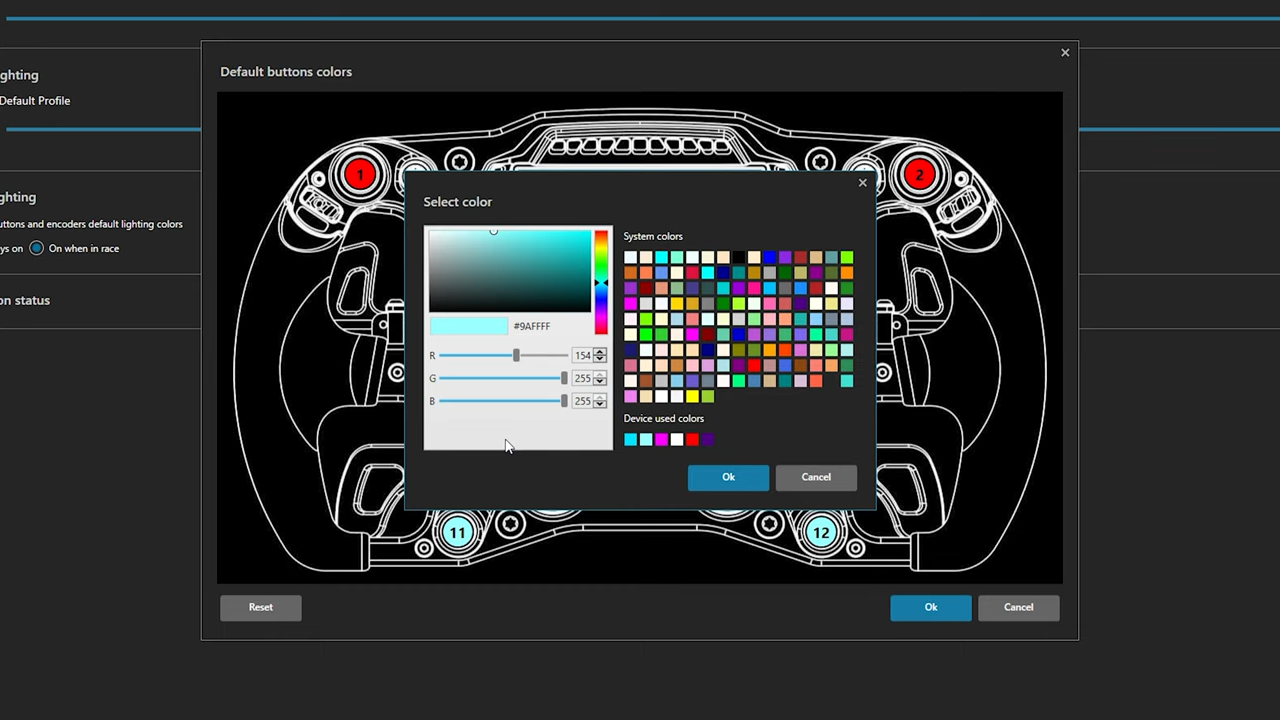 ighting
Default Profile
ighting
uttons and encoders default lighting colors
ys on
On when in race
on status
Default buttons colors
1
2
Select color
#9AFFFF
R
154
G
255
B
255
System colors
Device used colors
Ok
Cancel
11
12
Reset
Ok
Cancel